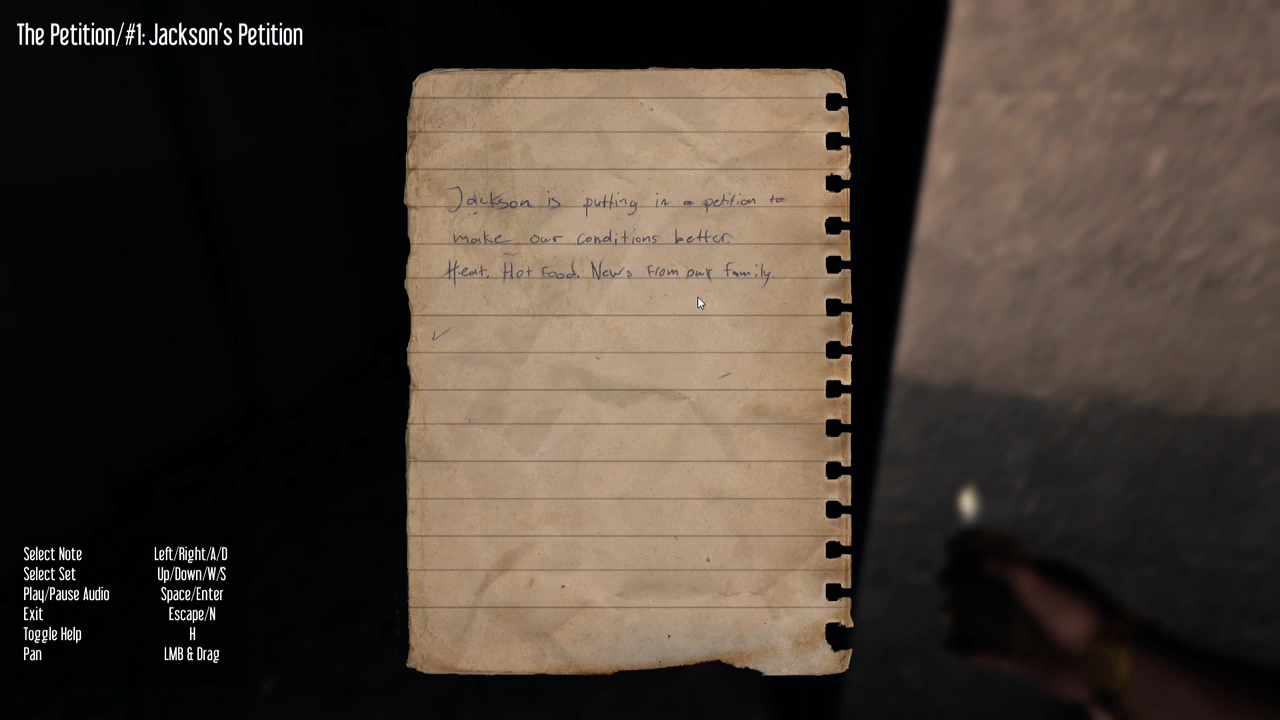 The Petition/#1: Jackson's Petition
Jackson is putting in a petition to
make our conditions better.
Heat. Hot Food. News from our family.
Select Note Left/Right/A/D
Select Set Up/Down/W/S
Play/Pause Audio Space/Enter
Exit Escape/N
Toggle Help H
Pan LMB & Drag